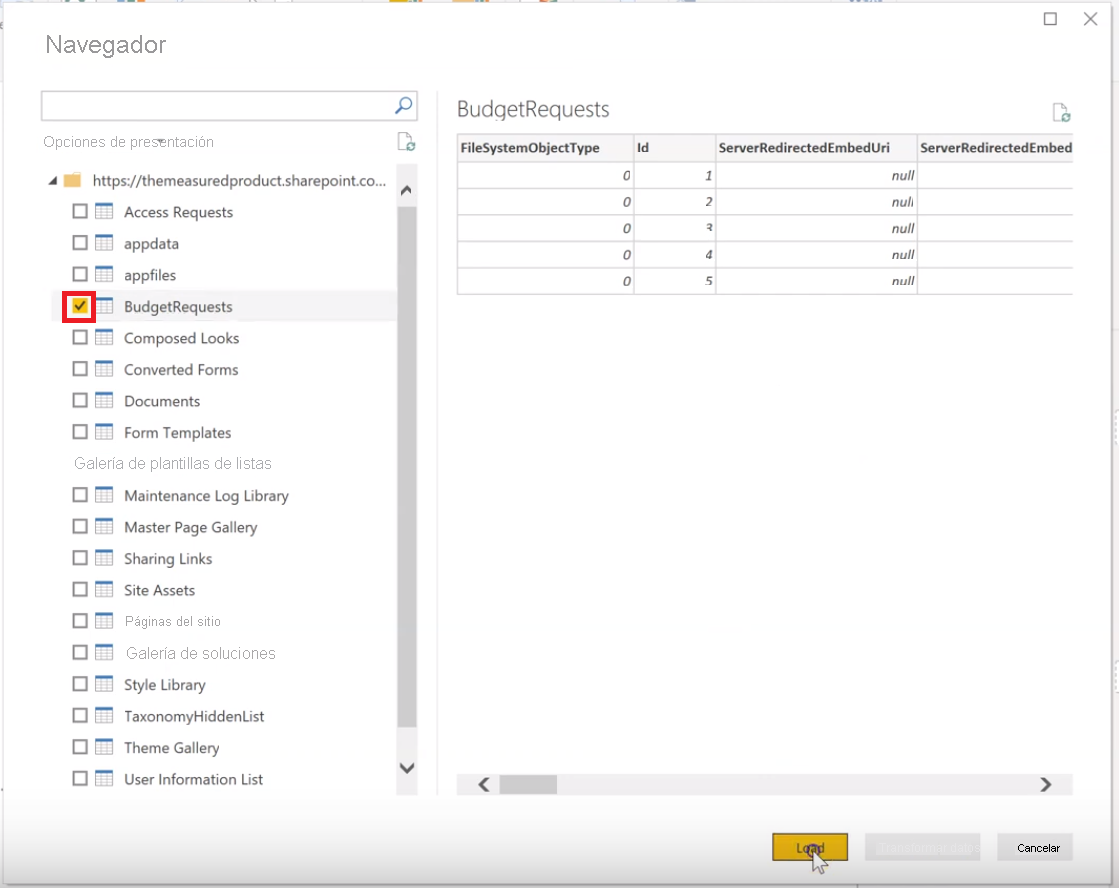 Navegador
Opciones de presentación
https://themeasuredproduct.sharepoint.co...
Access Requests
appdata
appfiles
BudgetRequests
Composed Looks
Converted Forms
Documents
Form Templates
Galería de plantillas de listas
Maintenance Log Library
Master Page Gallery
Sharing Links
Site Assets
Páginas del sitio
Galería de soluciones
Style Library
TaxonomyHiddenList
Theme Gallery
User Information List
BudgetRequests
FileSystemObjectType Id ServerRedirectedEmbedUri ServerRedirectedEmbed
0 1 null
0 2 null
0 3 null
0 4 null
0 5 null
Load Transformar datos Cancelar